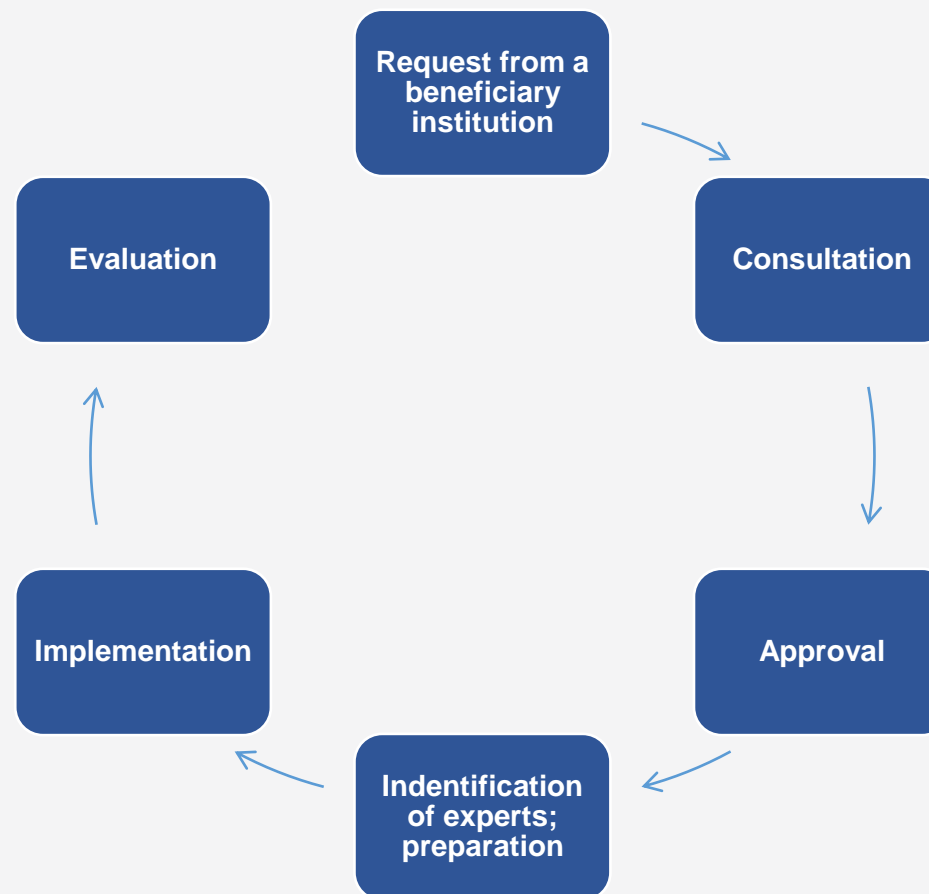 Request from a
beneficiary
institution
Consultation
Approval
Indentification
of experts;
preparation
Implementation
Evaluation